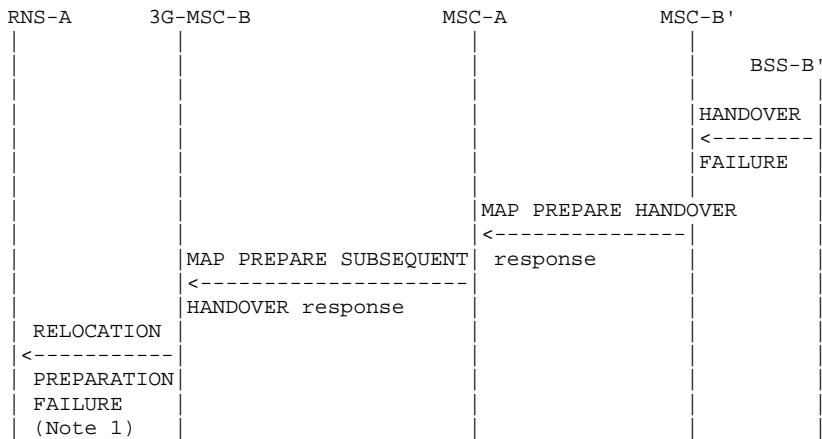 RNS-A 3G-MSC-B MSC-A MSC-B'
BSS-B'
HANDOVER
FAILURE
MAP PREPARE HANDOVER
MAP PREPARE SUBSEQUENT response
HANDOVER response
RELOCATION
PREPARATION
FAILURE
(Note 1)